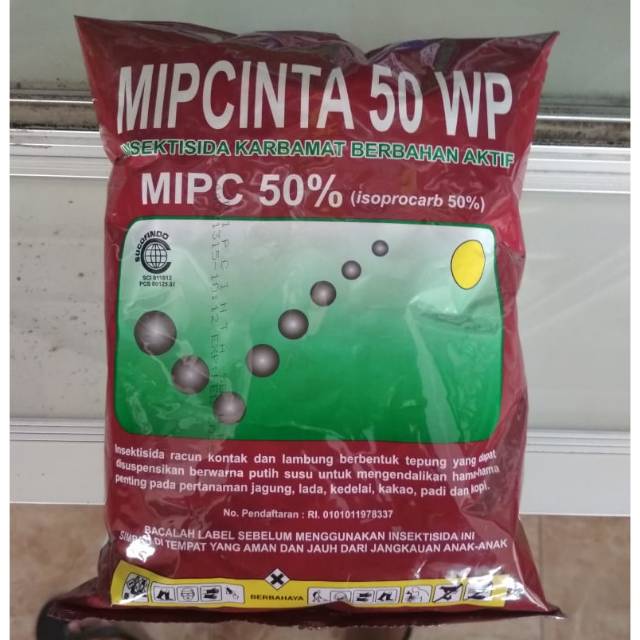 MIPCINTA 50 WP
INSEKTISIDA KARBAMAT BERBAHAN AKTIF
MIPC 50% (isoprocarb 50%)
SUCOFINDO
Insektisida racun kontak dan lambung berbentuk tepung yang dapat
disuspensikan berwarna putih susu untuk mengendalikan hama-hama
penting pada pertanaman jagung, lada, kedelai, kakao, padi dan kopi.
No. Pendaftaran : RI. 0101011978337
BACALAH LABEL SEBELUM MENGGUNAKAN INSEKTISIDA INI
SIMPAN DI TEMPAT YANG AMAN DAN JAUH DARI JANGKAUAN ANAK-ANAK
BERBAHAYA